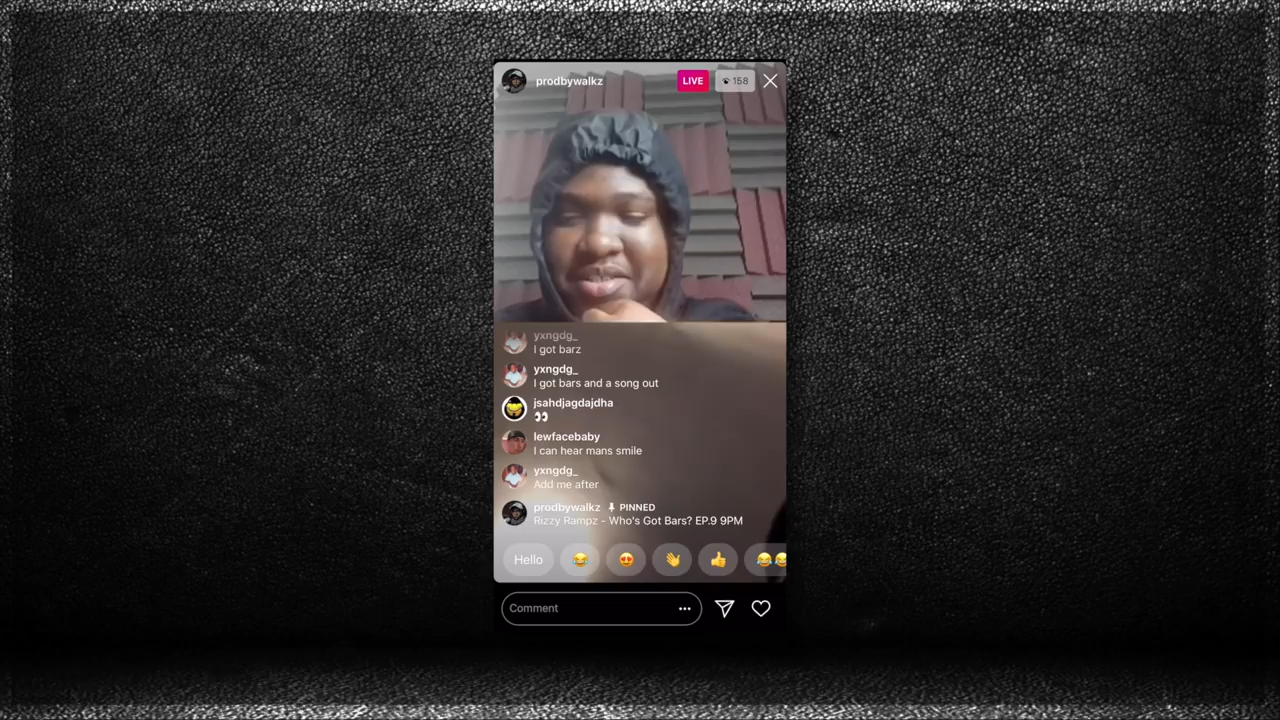 prodbywalkz
LIVE
158
yxngdg_
I got barz
yxngdg_
I got bars and a song out
jsahdjagdajdha
👀
lewfacebaby
I can hear mans smile
yxngdg_
Add me after
prodbywalkz PINNED
Rizzy Rampz - Who's Got Bars? EP.9 9PM
Hello
Comment